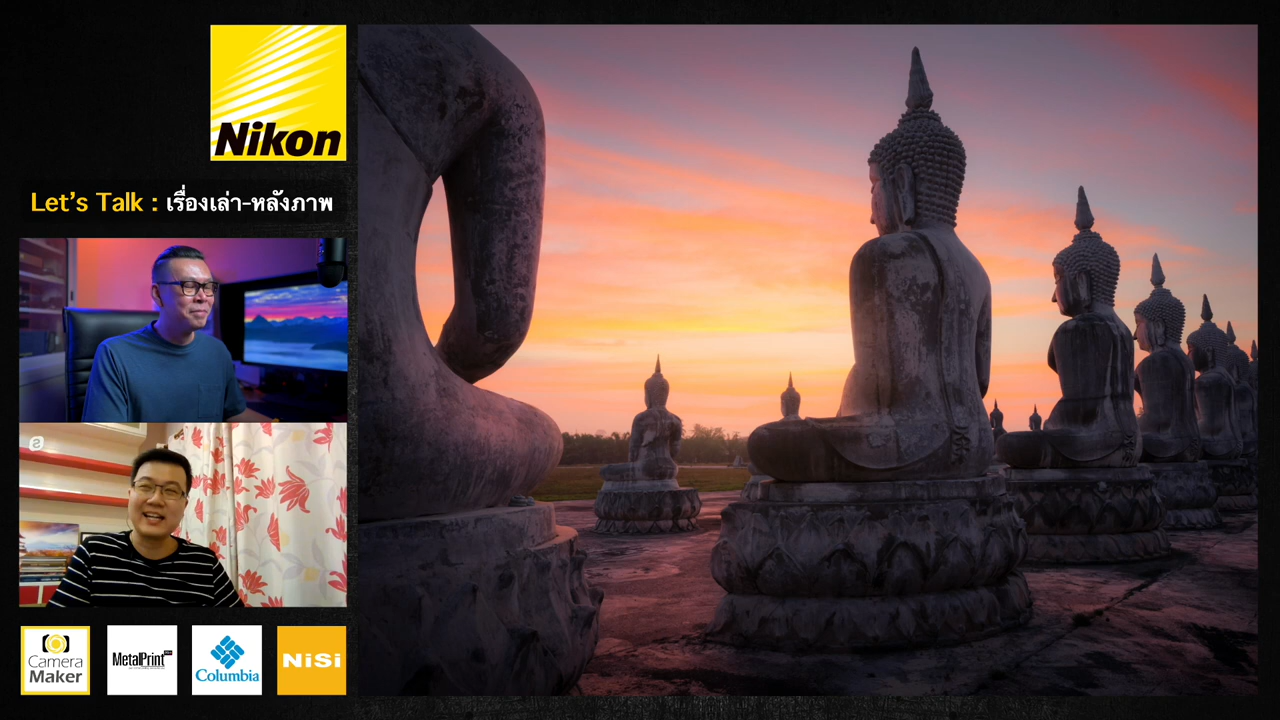 Nikon
Let's Talk : เรื่องเล่า-หลังภาพ
S
Camera
Maker
MetalPrint
Columbia
NiSi